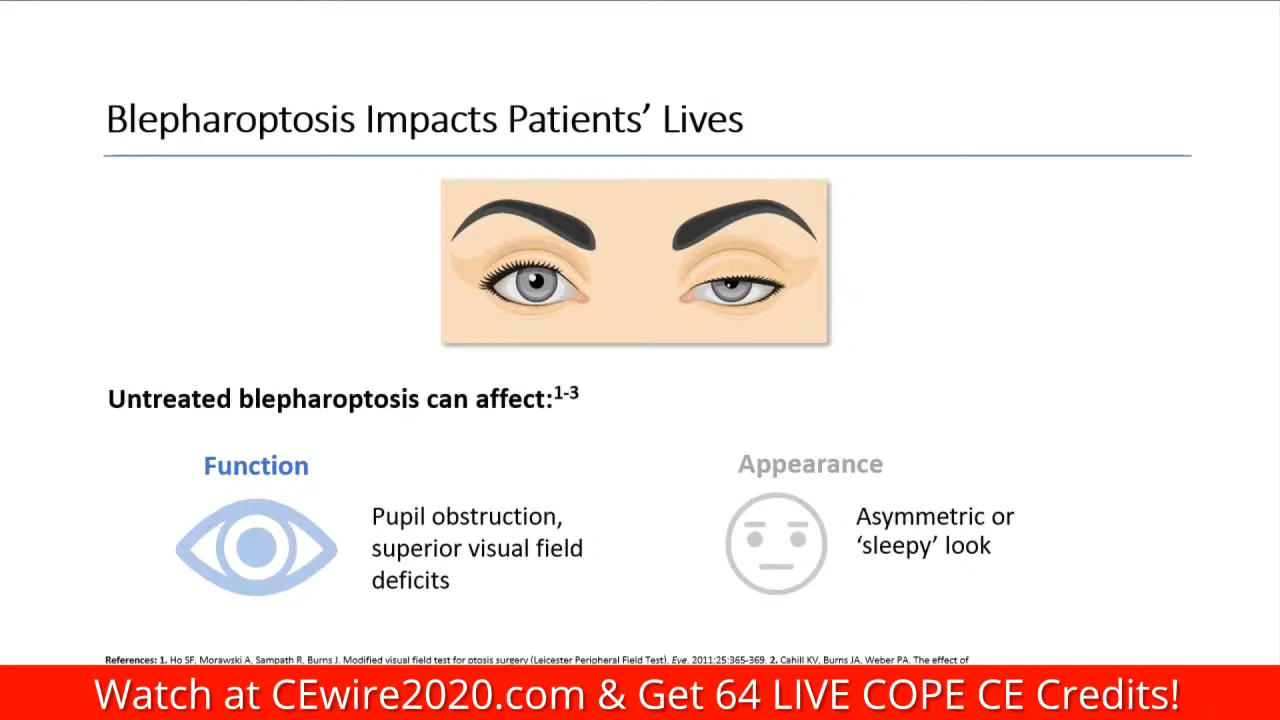 Blepharoptosis Impacts Patients’ Lives
Untreated blepharoptosis can affect:1-3
Function
Pupil obstruction,
superior visual field
deficits
Appearance
Asymmetric or
‘sleepy’ look
References: 1. Ho SF, Morawski A, Sampath R, Burns J. Modified visual field test for ptosis surgery (Leicester Peripheral Field Test). Eye. 2011;25:365-369. 2. Cahill KV, Burns JA, Weber PA. The effect of
Watch at CEwire2020.com & Get 64 LIVE COPE CE Credits!